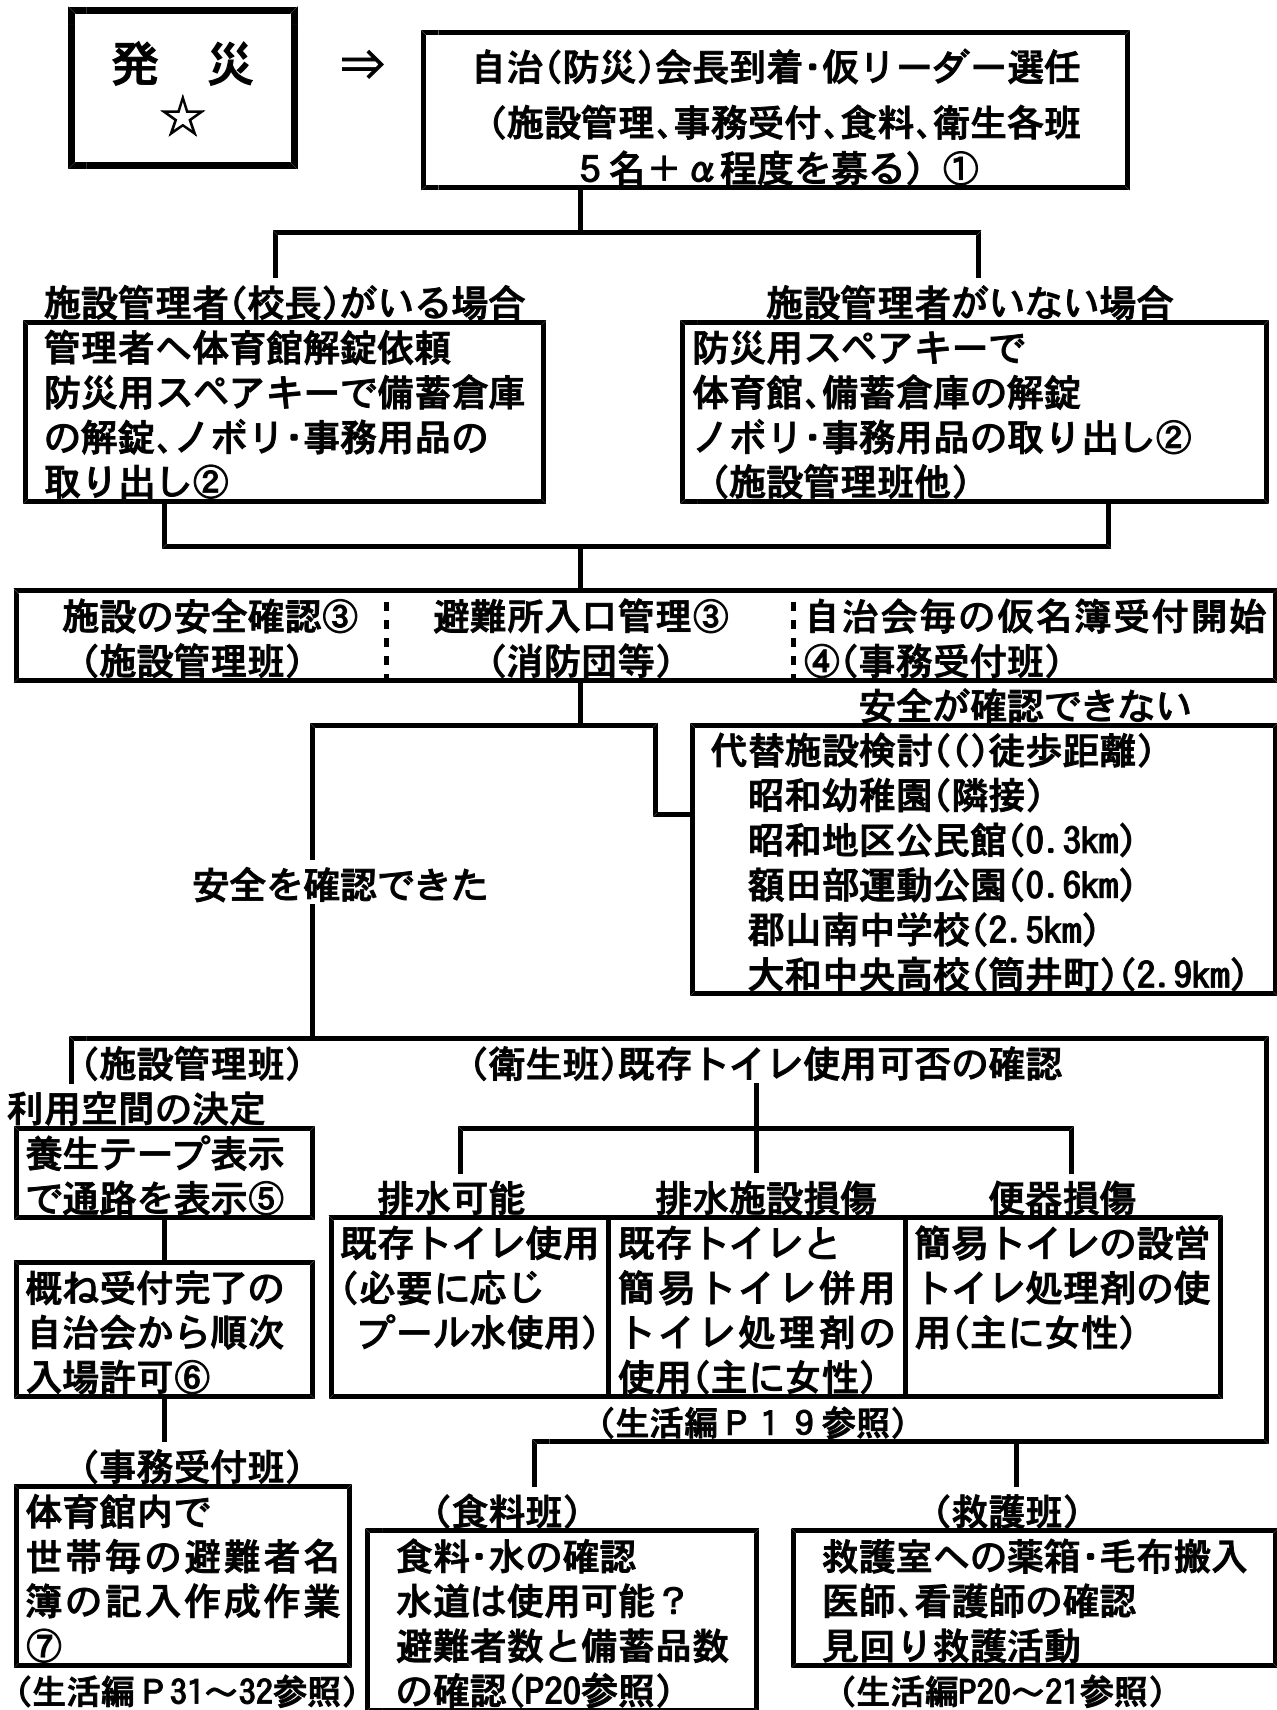 発　災
☆
⇒
自治(防災)会長到着・仮リーダー選任
(施設管理、事務受付、食料、衛生各班
５名＋α程度を募る) ①
施設管理者(校長)がいる場合
管理者へ体育館解錠依頼
防災用スペアキーで備蓄倉庫
の解錠、ノボリ・事務用品の
取り出し②
施設管理者がいない場合
防災用スペアキーで
体育館、備蓄倉庫の解錠
ノボリ・事務用品の取り出し②
(施設管理班他)
施設の安全確認③
(施設管理班)
避難所入口管理③
(消防団等)
自治会毎の仮名簿受付開始
④(事務受付班)
安全が確認できない
代替施設検討(()徒歩距離)
昭和幼稚園(隣接)
昭和地区公民館(0.3km)
額田部運動公園(0.6km)
郡山南中学校(2.5km)
大和中央高校(筒井町)(2.9km)
安全を確認できた
(施設管理班)
利用空間の決定
養生テープ表示
で通路を表示⑤
概ね受付完了の
自治会から順次
入場許可⑥
(事務受付班)
体育館内で
世帯毎の避難者名
簿の記入作成作業
⑦
(生活編Ｐ31～32参照)
(衛生班)既存トイレ使用可否の確認
排水可能
既存トイレ使用
(必要に応じ
プール水使用)
排水施設損傷
既存トイレと
簡易トイレ併用
トイレ処理剤の
使用(主に女性)
便器損傷
簡易トイレの設営
トイレ処理剤の使
用(主に女性)
(生活編Ｐ１９参照)
(食料班)
食料・水の確認
水道は使用可能？
避難者数と備蓄品数
の確認(P20参照)
(救護班)
救護室への薬箱・毛布搬入
医師、看護師の確認
見回り救護活動
(生活編P20～21参照)